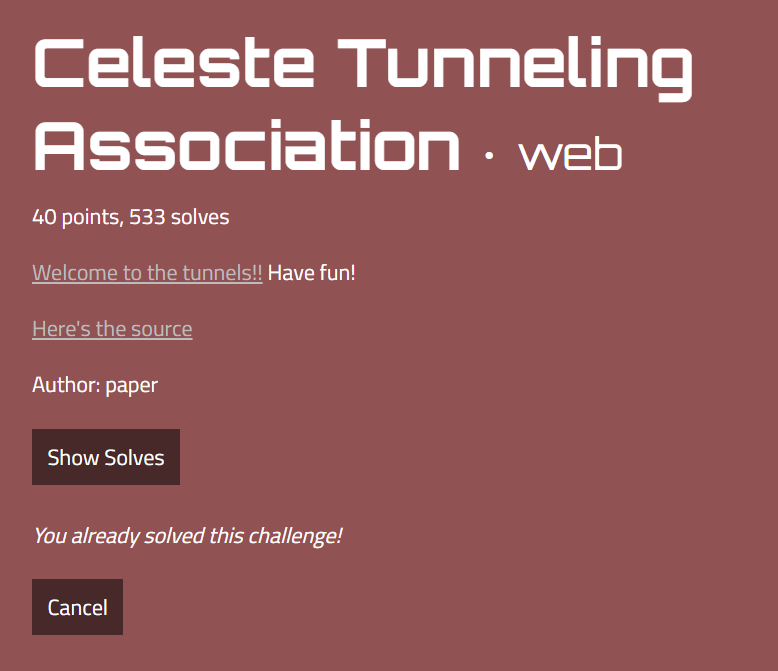 Celeste Tunneling
Association · web
40 points, 533 solves
Welcome to the tunnels!! Have fun!
Here's the source
Author: paper
Show Solves
You already solved this challenge!
Cancel